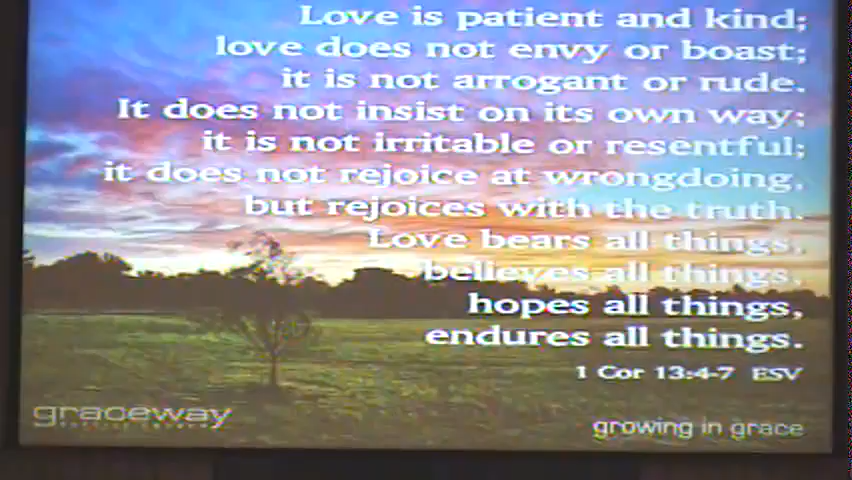 Love is patient and kind;
love does not envy or boast;
it is not arrogant or rude.
It does not insist on its own way;
it is not irritable or resentful;
it does not rejoice at wrongdoing,
but rejoices with the truth.
Love bears all things,
believes all things,
hopes all things,
endures all things.
1 Cor 13:4-7 ESV
graceway
growing in grace